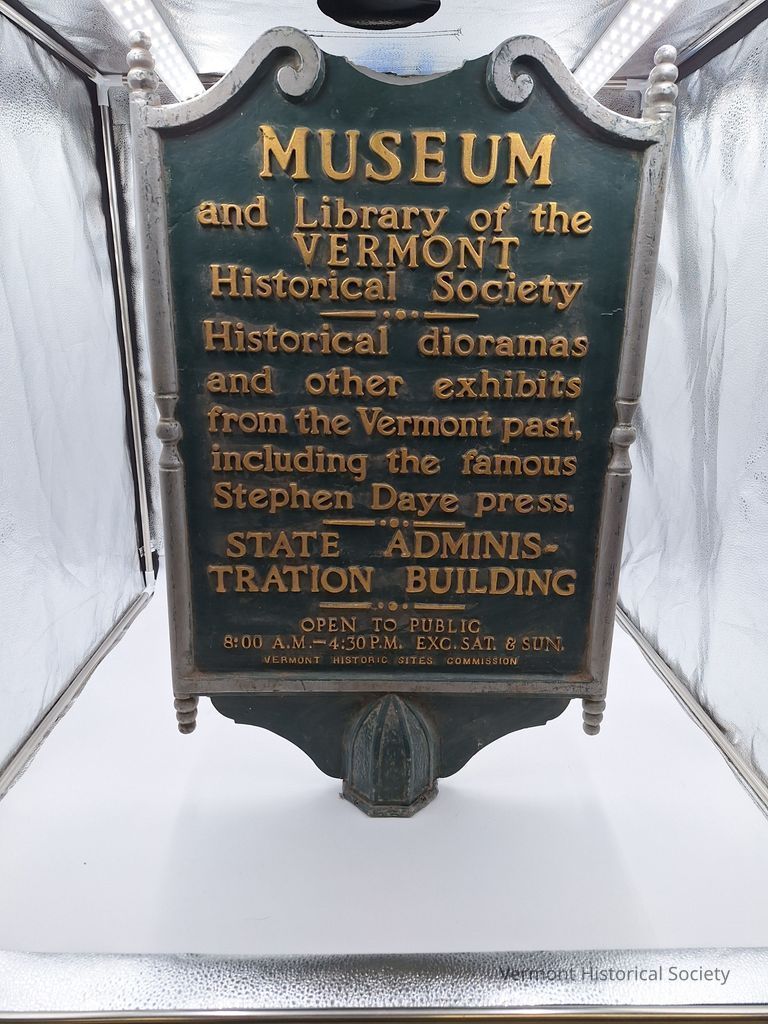 MUSEUM
and Library of the
VERMONT
Historical Society
Historical dioramas
and other exhibits
from the Vermont past,
including the famous
Stephen Daye press.
STATE ADMINIS-
TRATION BUILDING
OPEN TO PUBLIC
8:00 A.M.-4:30 P.M. EXC. SAT. & SUN.
VERMONT HISTORIC SITES COMMISSION
Vermont Historical Society